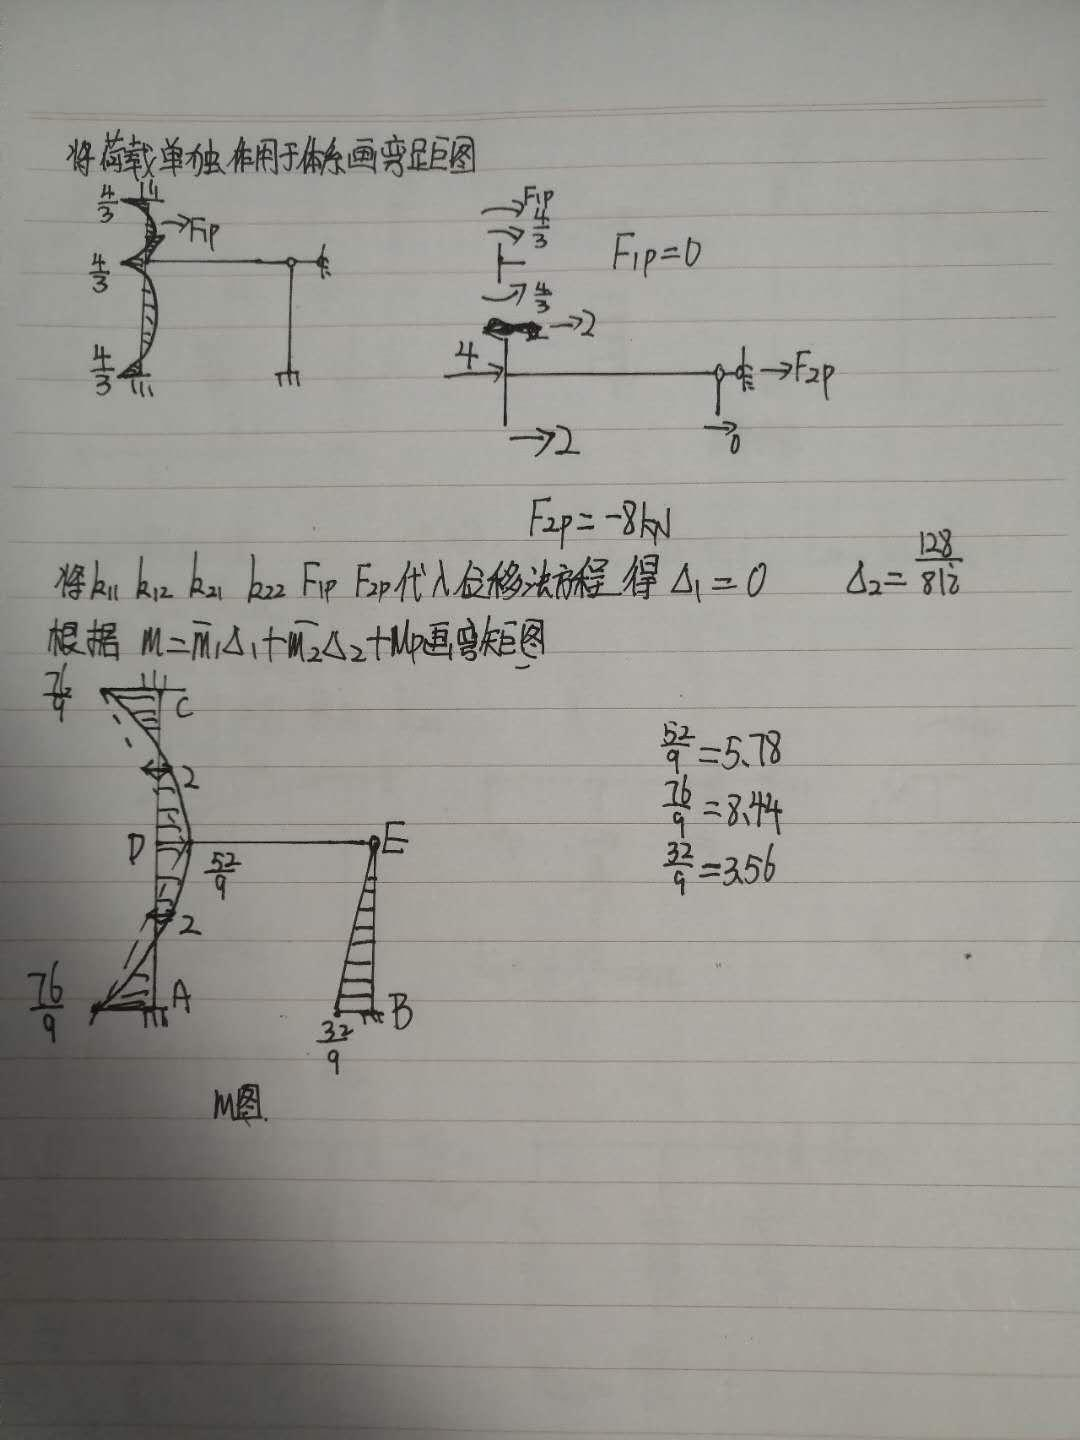 将荷载单独作用于体系画弯距图
4/3
F1P
4/3
4/3
F1P
4/3
4/3
F1P=0
2
4
F2P
2
0
F2P=-8kN
将k11 k12 k21 k22 F1P F2P代入位移法方程 得 Δ1=0 Δ2=128/81i
根据 M=M̄1Δ1+M̄2Δ2+MP画弯矩图
76/9
C
2
D
52/9
E
2
76/9
A
32/9
B
52/9=5.78
76/9=8.44
32/9=3.56
M图.